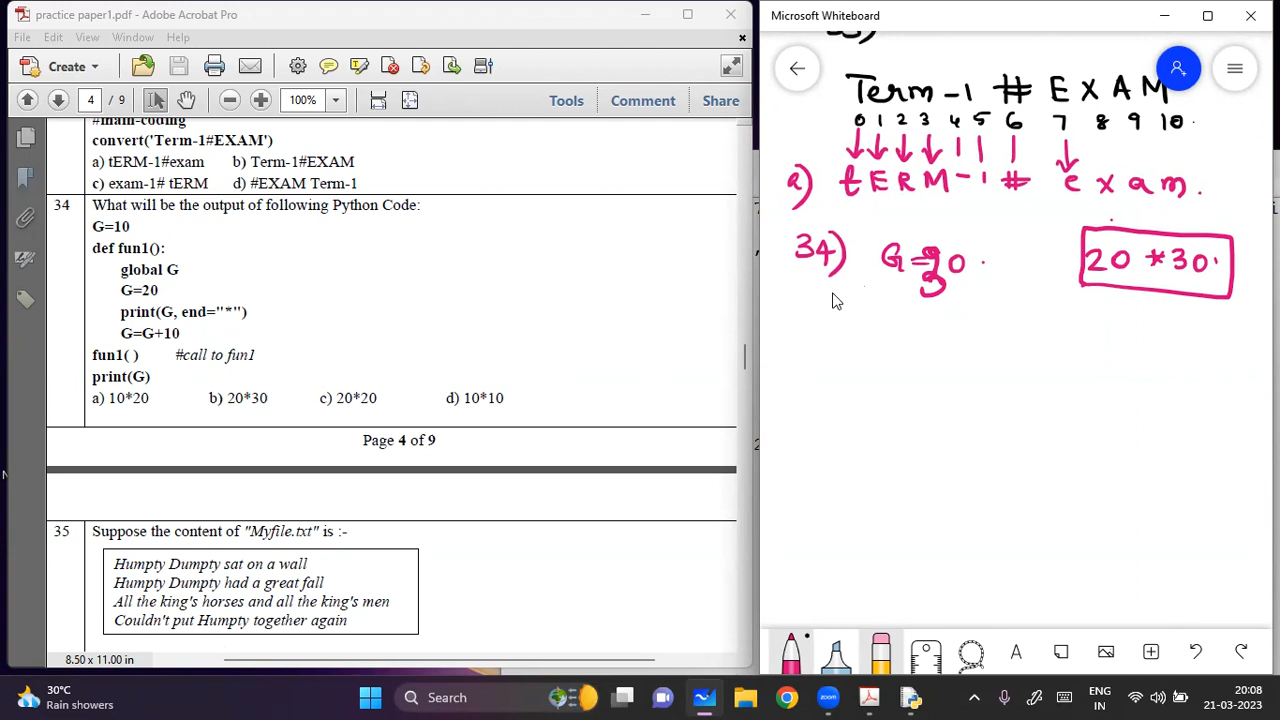 practice paper1.pdf - Adobe Acrobat Pro
File Edit View Window Help
Create
4 / 9 100% Tools Comment Share
#main-coding
convert('Term-1#EXAM')
a) tERM-1#exam b) Term-1#EXAM
c) exam-1# tERM d) #EXAM Term-1
34 What will be the output of following Python Code:
G=10
def fun1():
global G
G=20
print(G, end="*")
G=G+10
fun1( ) #call to fun1
print(G)
a) 10*20 b) 20*30 c) 20*20 d) 10*10
Page 4 of 9
35 Suppose the content of "Myfile.txt" is :-
Humpty Dumpty sat on a wall
Humpty Dumpty had a great fall
All the king's horses and all the king's men
Couldn't put Humpty together again
8.50 x 11.00 in
Microsoft Whiteboard
Term-1 # EXAM
0 1 2 3 4 5 6 7 8 9 10
a) tERM-1 # exam.
34) G= 0 20 *30
30°C
Rain showers
Search
zoom
ENG
IN
20:08
21-03-2023